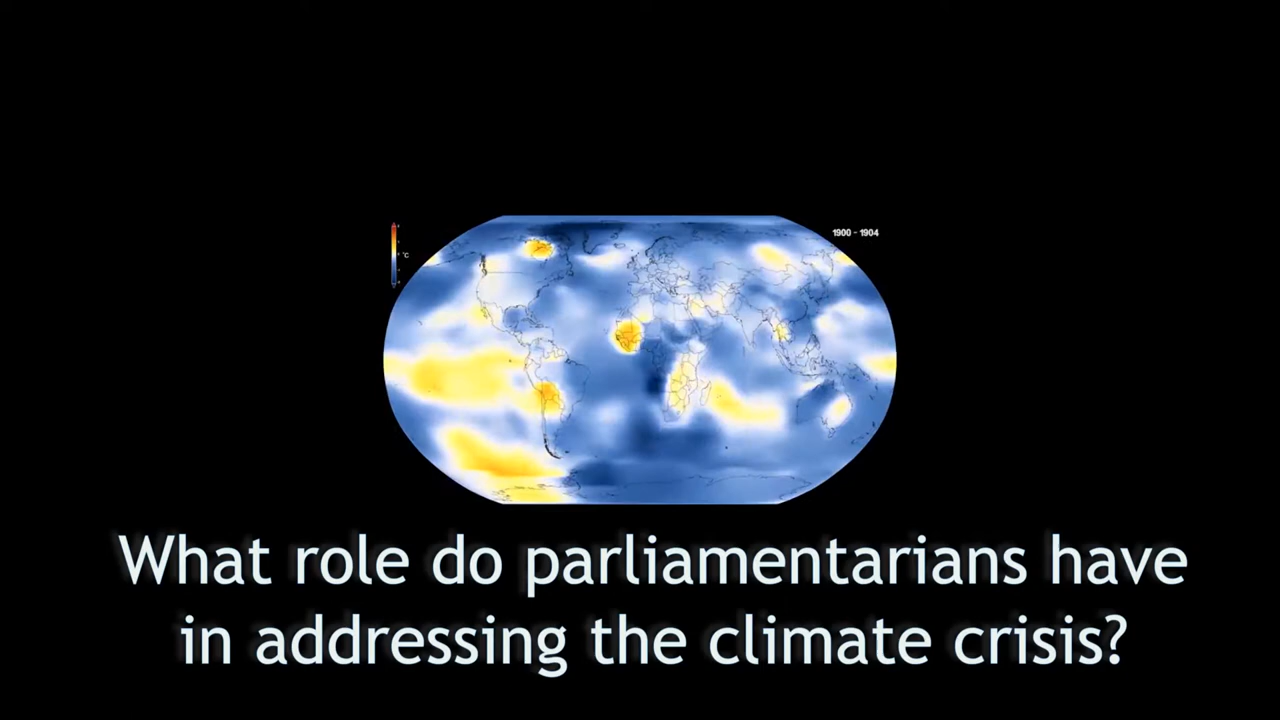 1900 - 1904
°C
What role do parliamentarians have
in addressing the climate crisis?